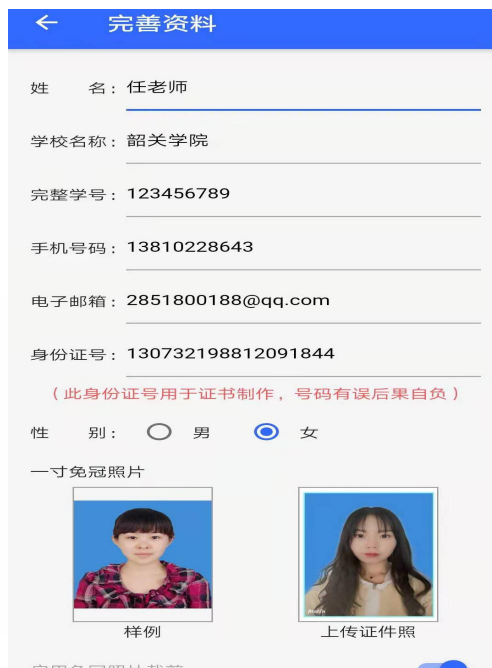 完善资料
姓 名：任老师
学校名称：韶关学院
完整学号：123456789
手机号码：13810228643
电子邮箱：2851800188@qq.com
身份证号：130732198812091844
（此身份证号用于证书制作，号码有误后果自负）
性 别： 男 女
一寸免冠照片
样例 上传证件照